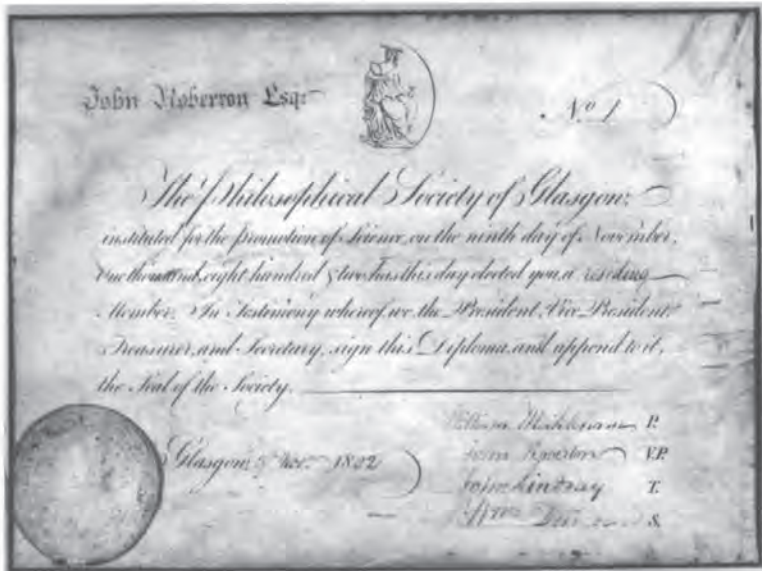 John Roberton Esq:
No. 1
The Philosophical Society of Glasgow:
instituted for the promotion of Science, on the ninth day of November,
One thousand, eight hundred & two, has this day elected you, a residing
Member. In Testimony whereof, we the President, Vice President,
Treasurer, and Secretary, sign this Diploma, and append to it,
the Seal of the Society.
William P.
John Roberton V.P.
Glasgow, 9 Novr. 1802
John Lindsay T.
Wm. S.